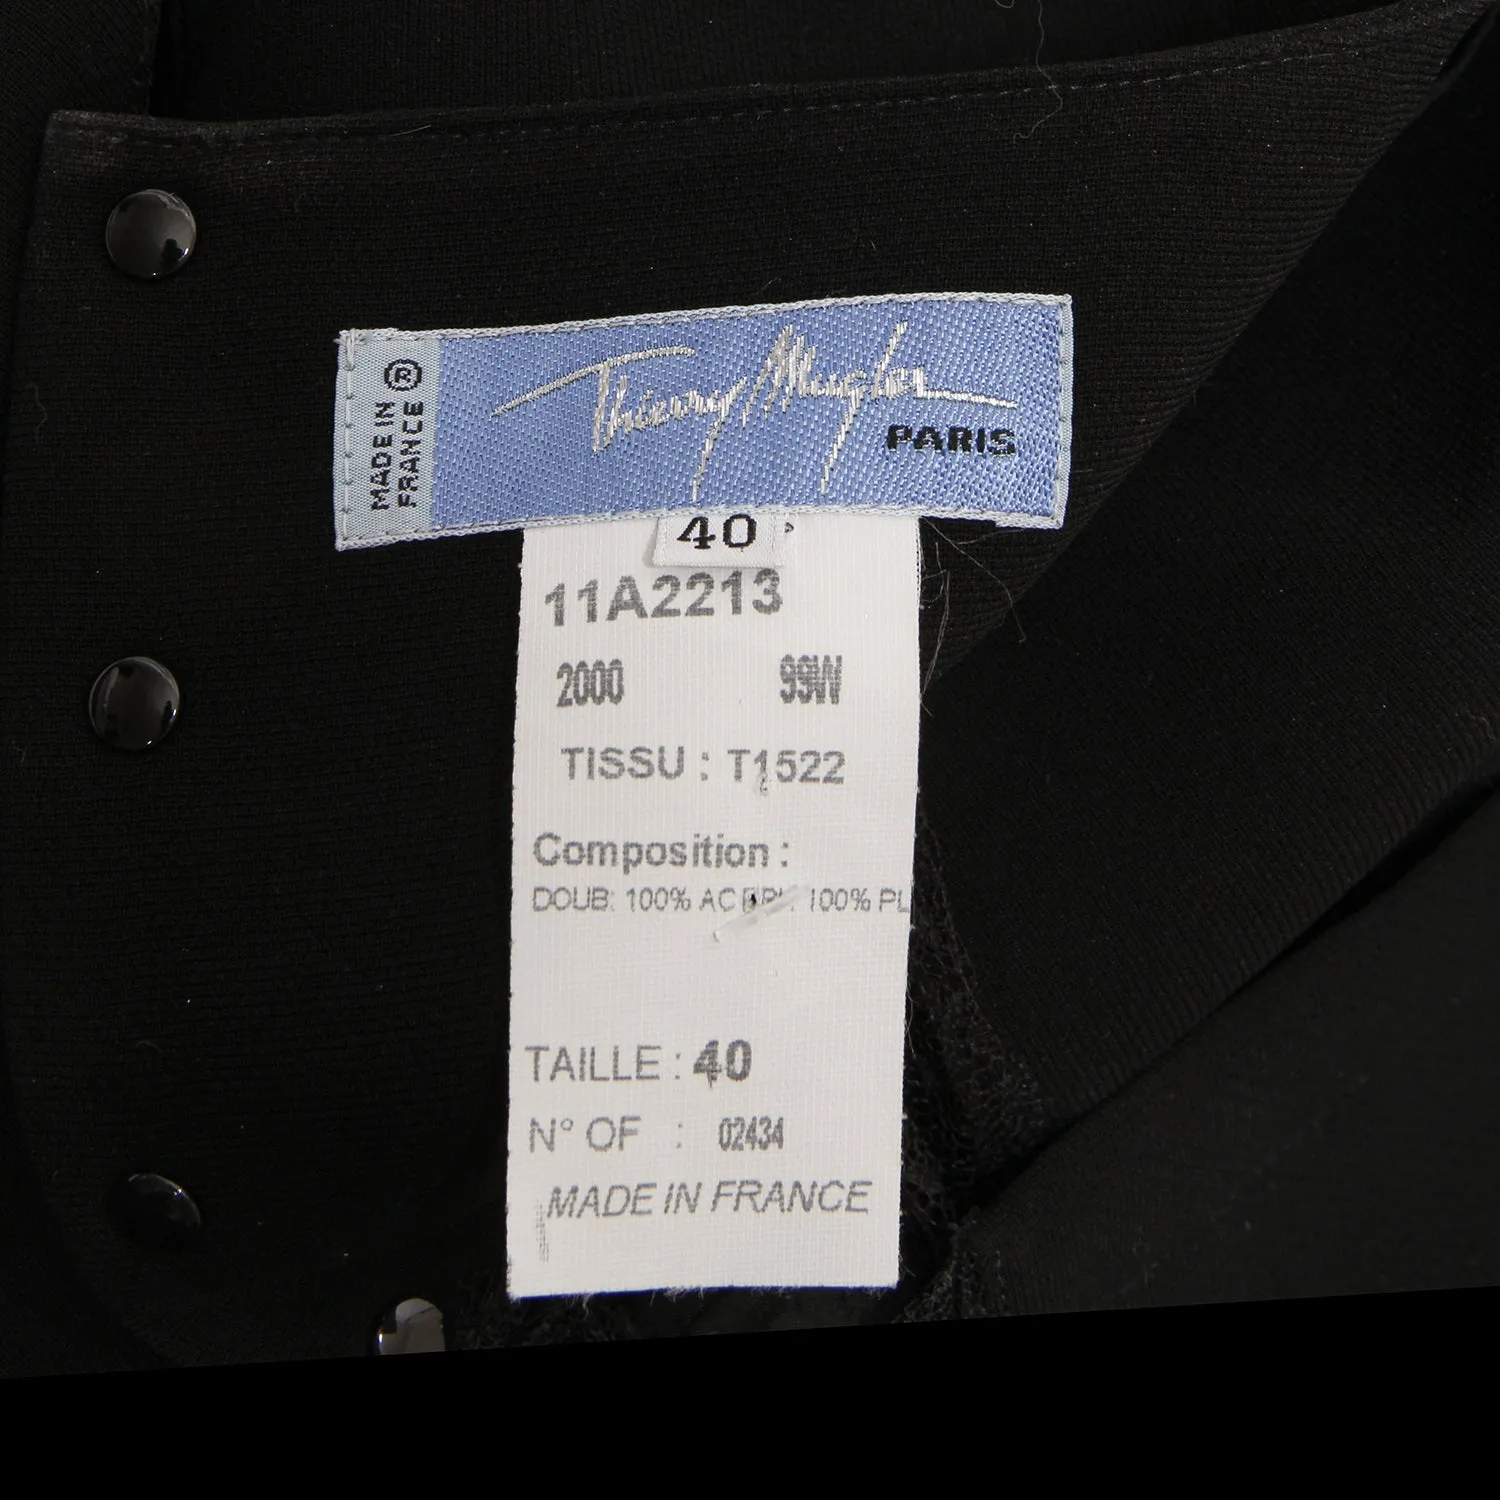 MADE IN
FRANCE ®
Thierry Mugler
PARIS
40
11A2213
2000 99W
TISSU : T1522
Composition :
DOUB: 100% AC 100% PL
TAILLE : 40
N° OF : 02434
MADE IN FRANCE